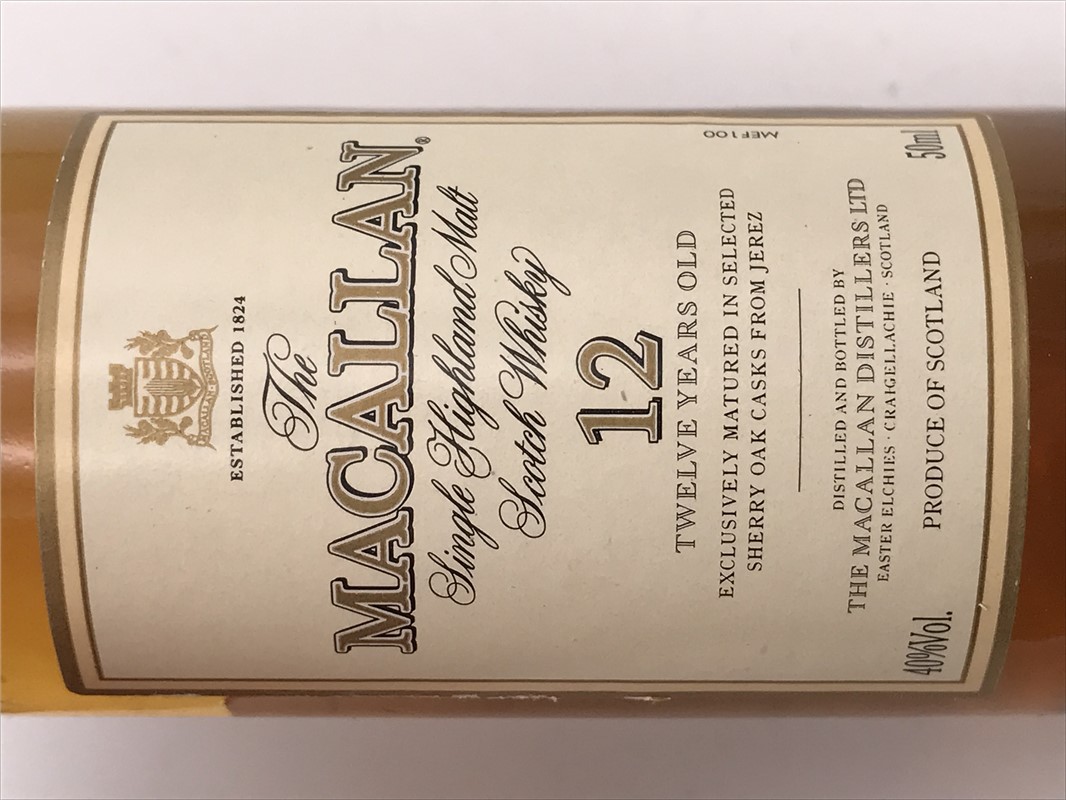 MACALLAN · SCOTLAND
ESTABLISHED 1824
The
MACALLAN®
Single Highland Malt
Scotch Whisky
12
TWELVE YEARS OLD
EXCLUSIVELY MATURED IN SELECTED
SHERRY OAK CASKS FROM JEREZ
MEF100
DISTILLED AND BOTTLED BY
THE MACALLAN DISTILLERS LTD
EASTER ELCHIES · CRAIGELLACHIE · SCOTLAND
40%Vol. 50ml
PRODUCE OF SCOTLAND